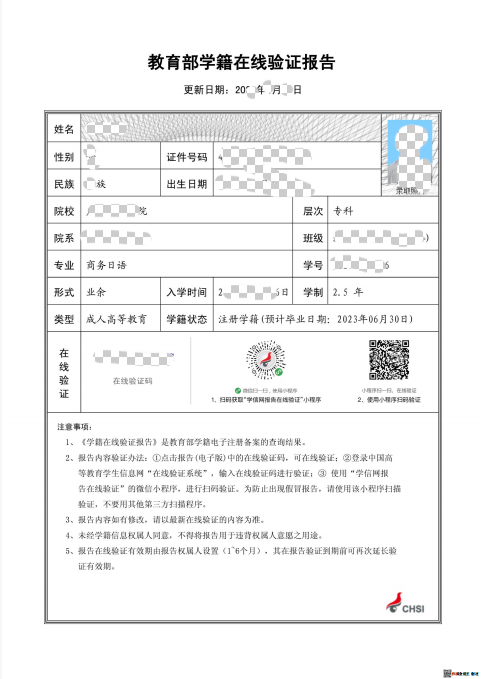 教育部学籍在线验证报告
更新日期：20 年 月 日
姓名
性别 证件号码
民族 族 出生日期
录取照
院校 院 层次 专科
院系 班级 )
专业 商务日语 学号 6
形式 业余 入学时间 2 6日 学制 2.5 年
类型 成人高等教育 学籍状态 注册学籍(预计毕业日期: 2023年06月30日)
在线验证
在线验证码
微信扫一扫，使用小程序
1、扫码获取“学信网报告在线验证”小程序
小程序扫一扫，在线验证
2、使用小程序扫码验证
注意事项：
1、《学籍在线验证报告》是教育部学籍电子注册备案的查询结果。
2、报告内容验证办法：①点击报告(电子版)中的在线验证码，可在线验证；②登录中国高
等教育学生信息网“在线验证系统”，输入在线验证码进行验证；③ 使用“学信网报
告在线验证”的微信小程序，进行扫码验证。为防止出现假冒报告，请使用该小程序扫描
验证，不要用其他第三方扫描程序。
3、报告内容如有修改，请以最新在线验证的内容为准。
4、未经学籍信息权属人同意，不得将报告用于违背权属人意愿之用途。
5、报告在线验证有效期由报告权属人设置（1~6个月），其在报告验证到期前可再次延长验
证有效期。
CHSI